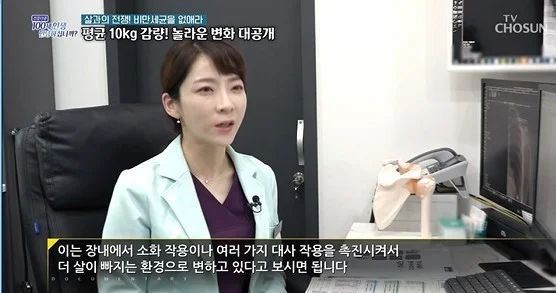 살과의 전쟁! 비만세균을 없애라
평균 10kg 감량! 놀라운 변화 대공개
TV
CHOSUN
이는 장내에서 소화 작용이나 여러 가지 대사 작용을 촉진시켜서
더 살이 빠지는 환경으로 변하고 있다고 보시면 됩니다
DOCUMENTARY